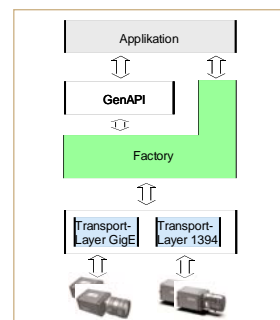 Applikation
GenAPI
Factory
Transport-
Layer GigE
Transport-
Layer 1394